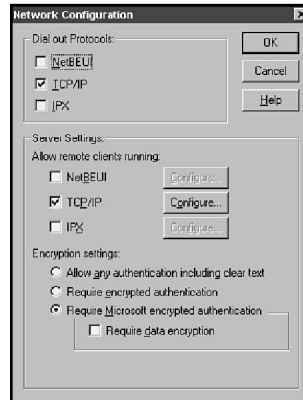 Network Configuration
Dial out Protocols:
NetBEUI
TCP/IP
IPX
OK
Cancel
Help
Server Settings:
Allow remote clients running:
NetBEUI
Configure...
TCP/IP
Configure...
IPX
Configure...
Encryption settings:
Allow any authentication including clear text
Require encrypted authentication
Require Microsoft encrypted authentication
Require data encryption